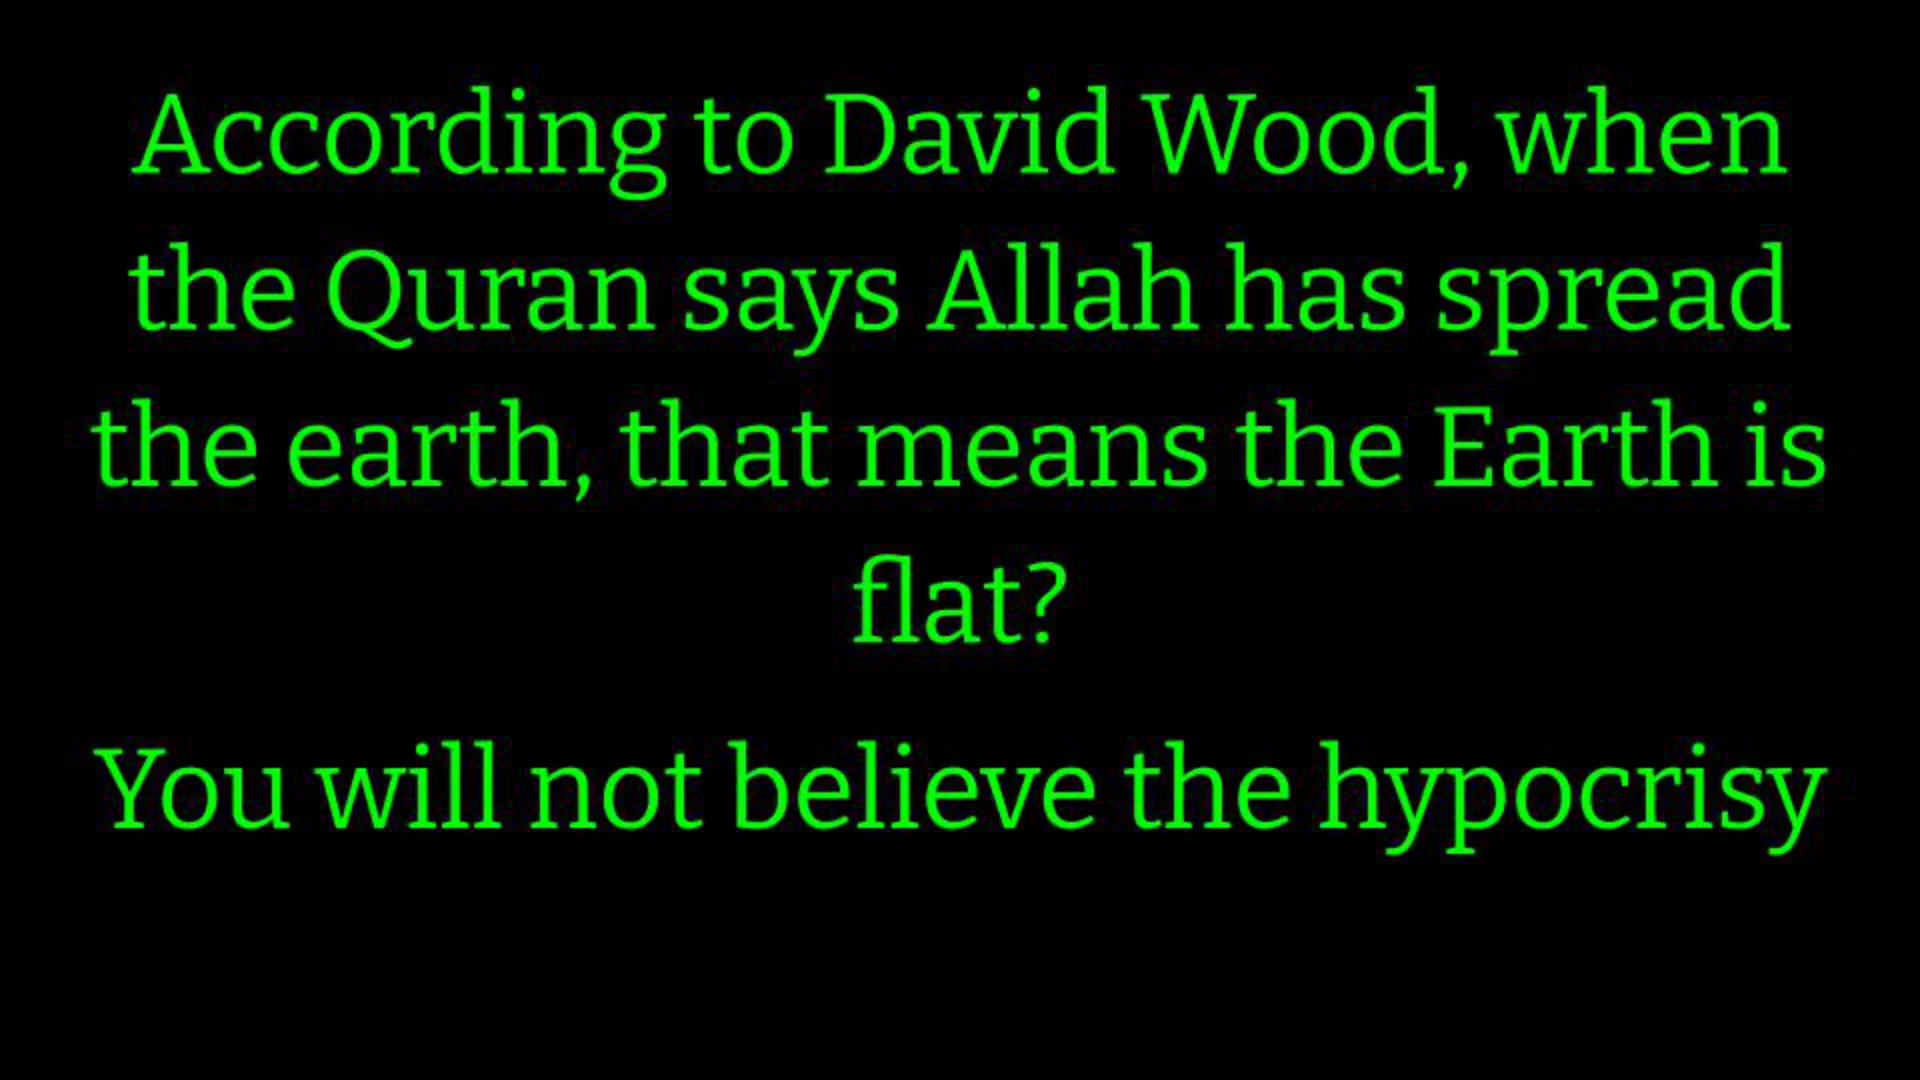 According to David Wood, when
the Quran says Allah has spread
the earth, that means the Earth is
flat?
You will not believe the hypocrisy